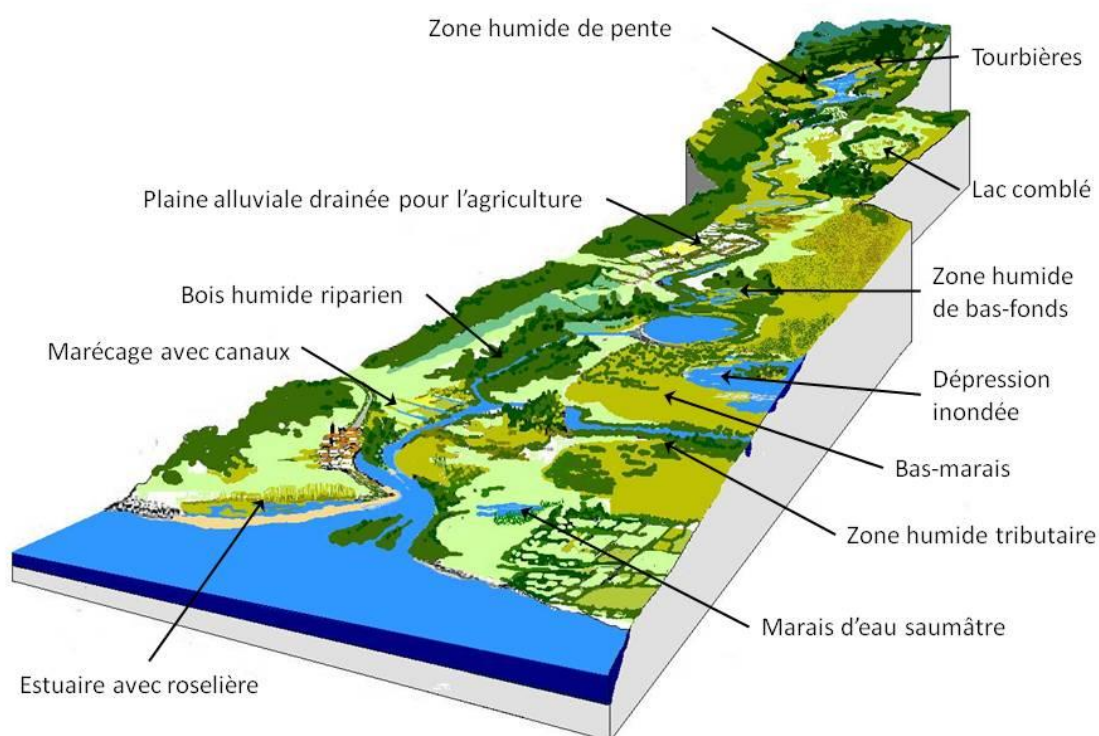 Zone humide de pente
Tourbières
Lac comblé
Plaine alluviale drainée pour l'agriculture
Zone humide
de bas-fonds
Bois humide riparien
Marécage avec canaux
Dépression
inondée
Bas-marais
Zone humide tributaire
Marais d'eau saumâtre
Estuaire avec roselière